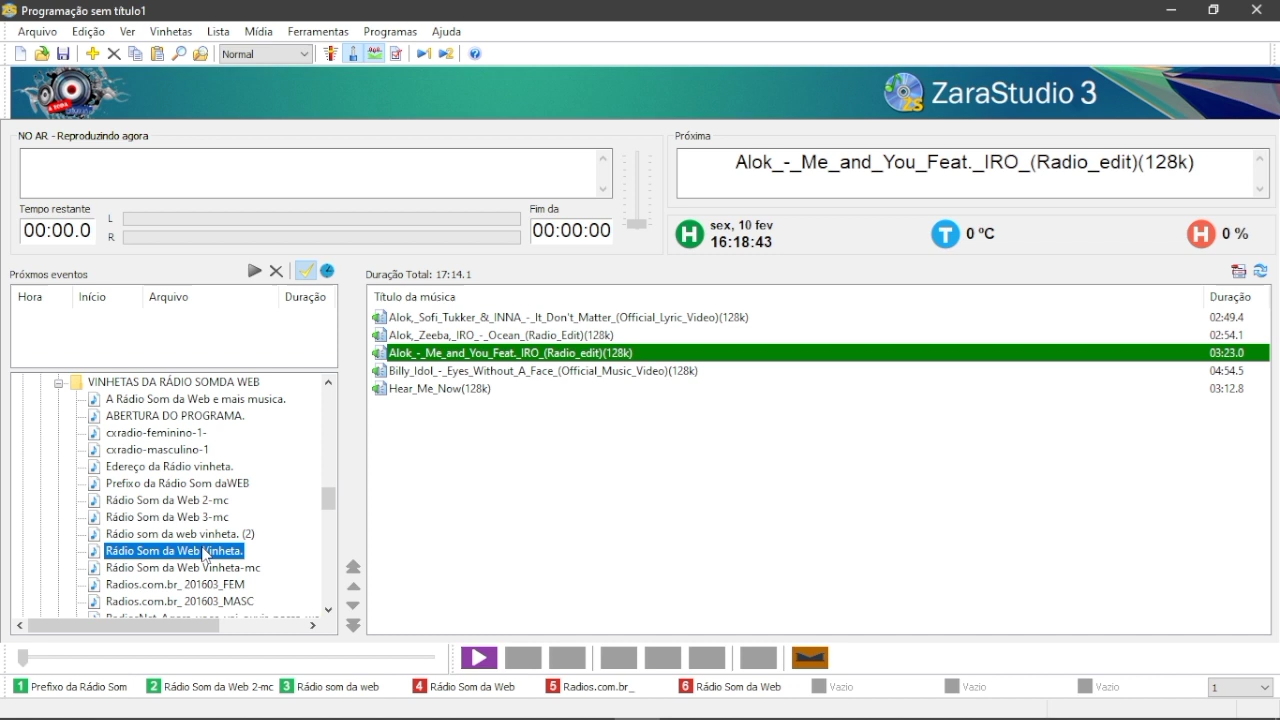 Programação sem título1
Arquivo Edição Ver Vinhetas Lista Mídia Ferramentas Programas Ajuda
Normal
ZaraStudio 3
NO AR - Reproduzindo agora
Próxima
Alok_-_Me_and_You_Feat._IRO_(Radio_edit)(128k)
Tempo restante
L
R
00:00.0
Fim da
00:00:00
H sex, 10 fev
16:18:43
T 0 ºC
H 0 %
Próxmos eventos
Duração Total: 17:14.1
Hora Início Arquivo Duração
Título da música Duração
Alok,_Sofi_Tukker_&_INNA_-_It_Don't_Matter_(Official_Lyric_Video)(128k) 02:49.4
Alok,_Zeeba,_IRO_-_Ocean_(Radio_Edit)(128k) 02:54.1
Alok_-_Me_and_You_Feat._IRO_(Radio_edit)(128k) 03:23.0
Billy_Idol_-_Eyes_Without_A_Face_(Official_Music_Video)(128k) 04:54.5
Hear_Me_Now(128k) 03:12.8
VINHETAS DA RÁDIO SOMDA WEB
A Rádio Som da Web e mais musica.
ABERTURA DO PROGRAMA.
cxradio-feminino-1-
cxradio-masculino-1
Edereço da Rádio vinheta.
Prefixo da Rádio Som daWEB
Rádio Som da Web 2-mc
Rádio Som da Web 3-mc
Rádio som da web vinheta. (2)
Rádio Som da Web Vinheta.
Rádio Som da Web Vinheta-mc
Radios.com.br_ 201603_FEM
Radios.com.br_ 201603_MASC
1 Prefixo da Rádio Som 2 Rádio Som da Web 2-mc 3 Rádio som da web 4 Rádio Som da Web 5 Radios.com.br_ 6 Rádio Som da Web Vazio Vazio Vazio 1